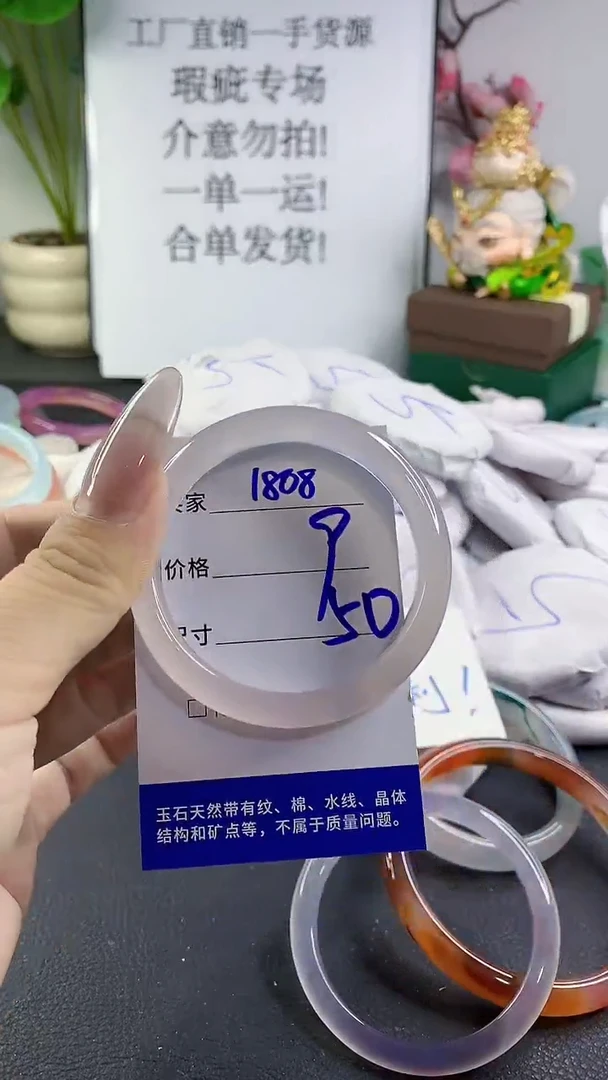 工厂直销一手货源
瑕疵专场
介意勿拍!
一单一运!
合单发货!
家 1808
价格
寸 50
玉石天然带有纹、棉、水线、晶体
结构和矿点等，不属于质量问题。